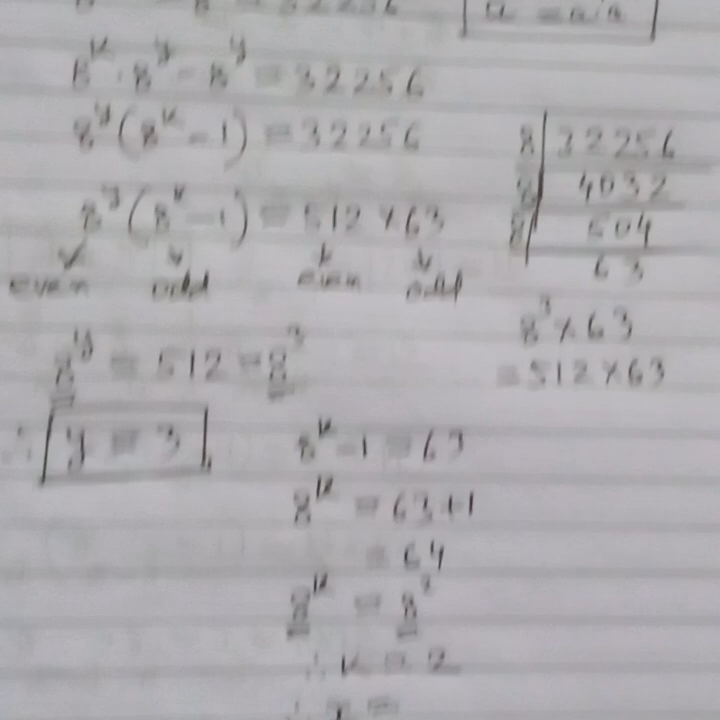 8^k · 8^y - 8^y = 32256
8^y (8^k - 1) = 32256
8^y (8^k - 1) = 512 × 63
even odd even odd
8^y = 512 = 8^3
∴ y = 3
8^k - 1 = 63
8^k = 63+1
= 64
8^k = 8^2
∴ k = 2
8 | 32256
8 | 4032
8 | 504
63
8^3 × 63
= 512 × 63